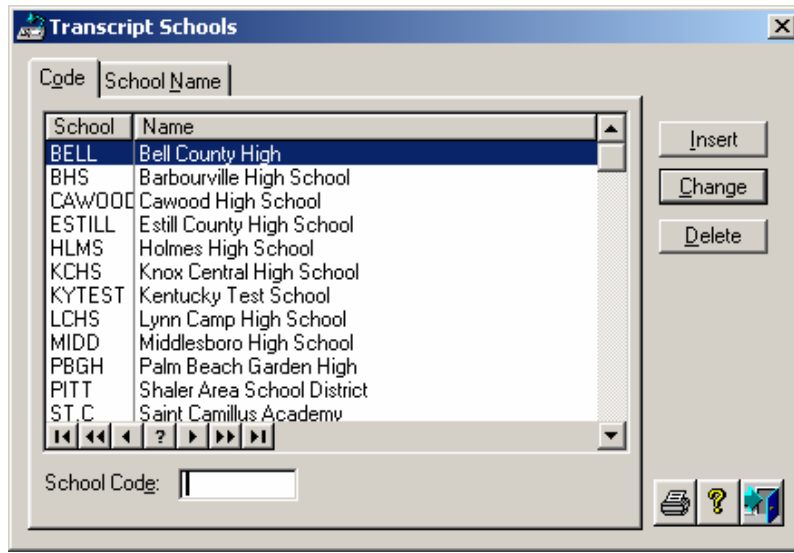 Transcript Schools
Code School Name
School Name
BELL Bell County High
BHS Barbourville High School
CAWOOD Cawood High School
ESTILL Estill County High School
HLMS Holmes High School
KCHS Knox Central High School
KYTEST Kentucky Test School
LCHS Lynn Camp High School
MIDD Middlesboro High School
PBGH Palm Beach Garden High
PITT Shaler Area School District
ST.C Saint Camillus Academy
?
School Code:
Insert
Change
Delete
?